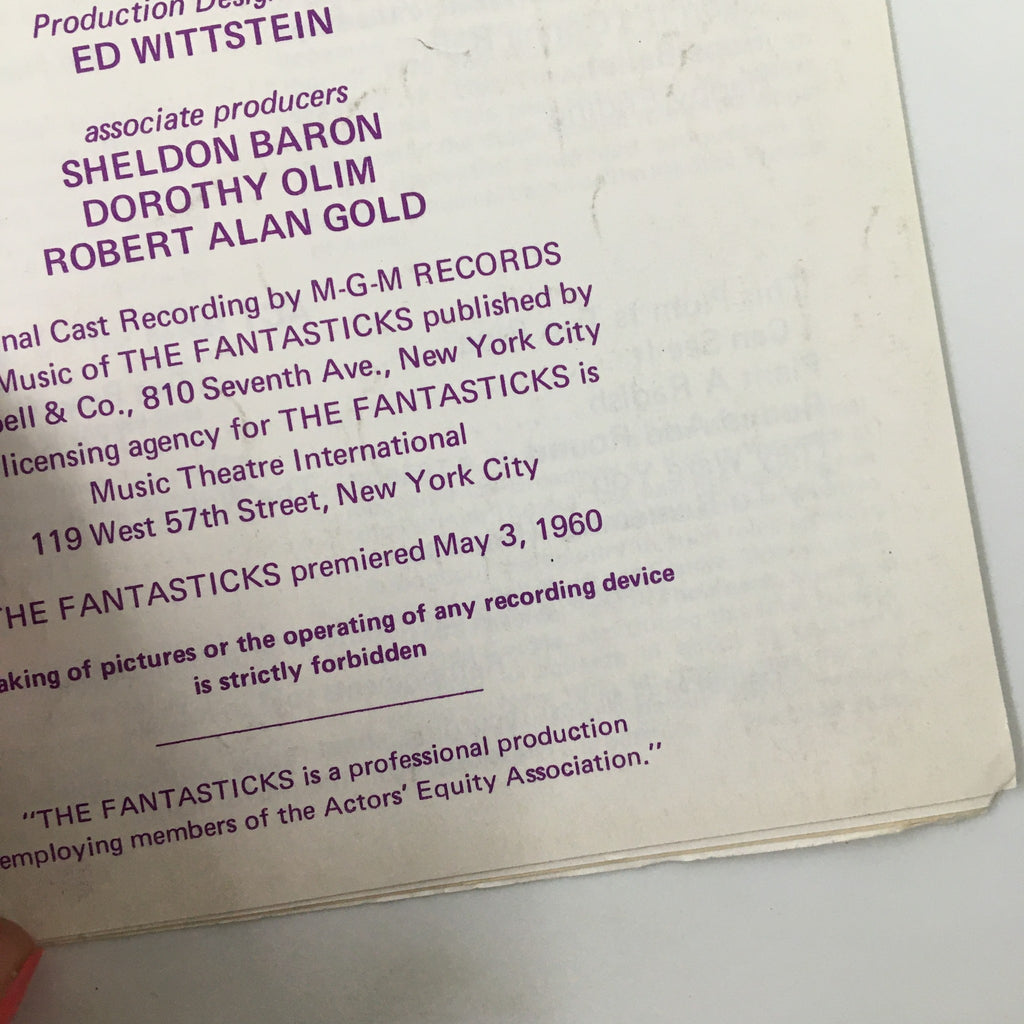 Production
ED WITTSTEIN
associate producers
SHELDON BARON
DOROTHY OLIM
ROBERT ALAN GOLD
nal Cast Recording by M-G-M RECORDS
Music of THE FANTASTICKS published by
ell & Co., 810 Seventh Ave., New York City
licensing agency for THE FANTASTICKS is
Music Theatre International
119 West 57th Street, New York City
THE FANTASTICKS premiered May 3, 1960
aking of pictures or the operating of any recording device
is strictly forbidden
"THE FANTASTICKS is a professional production
employing members of the Actors' Equity Association."